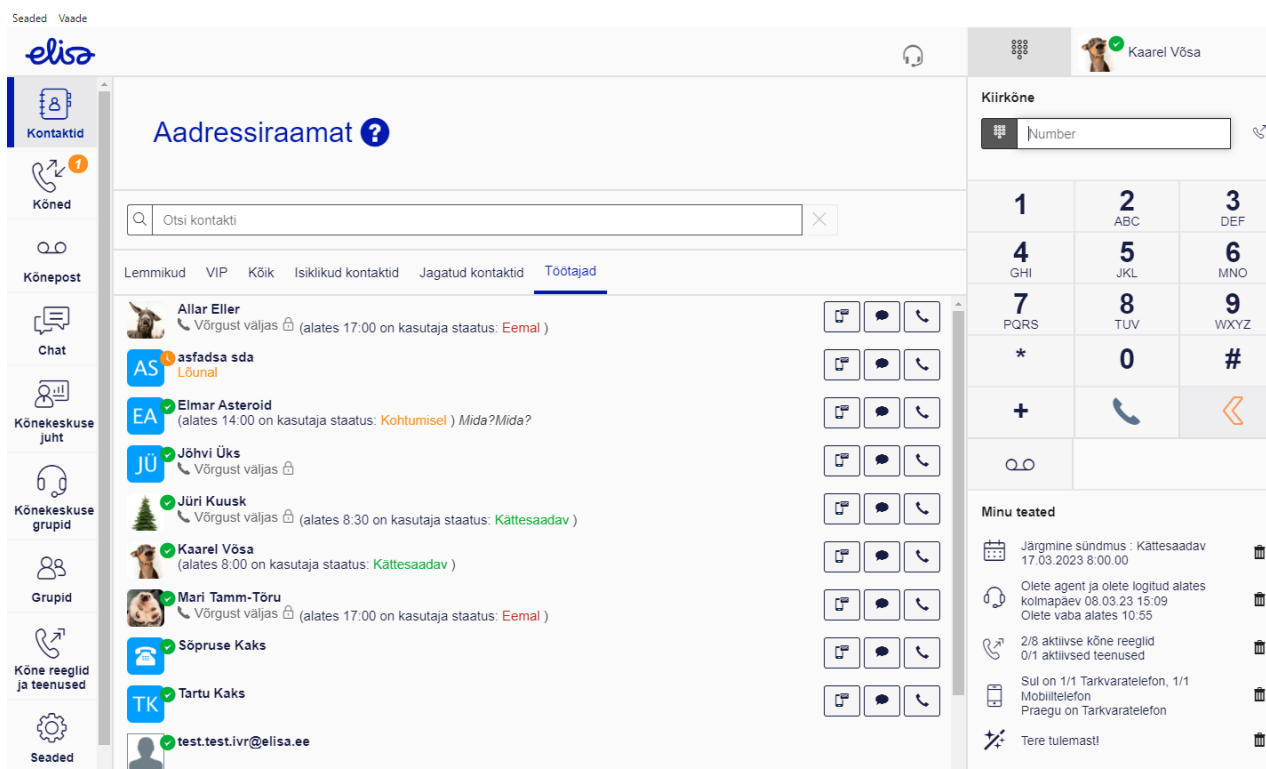 Seaded Vaade
elisa
Kaarel Võsa
Kontaktid
Kõned
1
Kõnepost
Chat
Kõnekeskuse
juht
Kõnekeskuse
grupid
Grupid
Kõne reeglid
ja teenused
Seaded
Aadressiraamat ?
Otsi kontakti
Lemmikud VIP Kõik Isiklikud kontaktid Jagatud kontaktid Töötajad
Allar Eller
Võrgust väljas (alates 17:00 on kasutaja staatus: Eemal )
AS
asfadsa sda
Lõunal
EA
Elmar Asteroid
(alates 14:00 on kasutaja staatus: Kohtumisel ) Mida?Mida?
JÜ
Jõhvi Üks
Võrgust väljas
Jüri Kuusk
Võrgust väljas (alates 8:30 on kasutaja staatus: Kättesaadav )
Kaarel Võsa
(alates 8:00 on kasutaja staatus: Kättesaadav )
Mari Tamm-Tõru
Võrgust väljas (alates 17:00 on kasutaja staatus: Eemal )
Sõpruse Kaks
TK
Tartu Kaks
test.test.ivr@elisa.ee
Kiirkõne
Number
1 2 3
ABC DEF
4 5 6
GHI JKL MNO
7 8 9
PQRS TUV WXYZ
* 0 #
+
Minu teated
Järgmine sündmus : Kättesaadav
17.03.2023 8:00.00
Olete agent ja olete logitud alates
kolmapäev 08.03.23 15:09
Olete vaba alates 10:55
2/8 aktiivse kõne reeglid
0/1 aktiivsed teenused
Sul on 1/1 Tarkvaratelefon, 1/1
Mobiiltelefon
Praegu on Tarkvaratelefon
Tere tulemast!